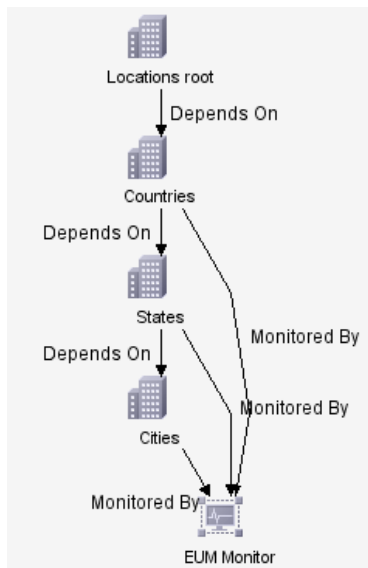 Locations root
Depends On
Countries
Depends On
States
Monitored By
Depends On
Monitored By
Cities
Monitored By
EUM Monitor